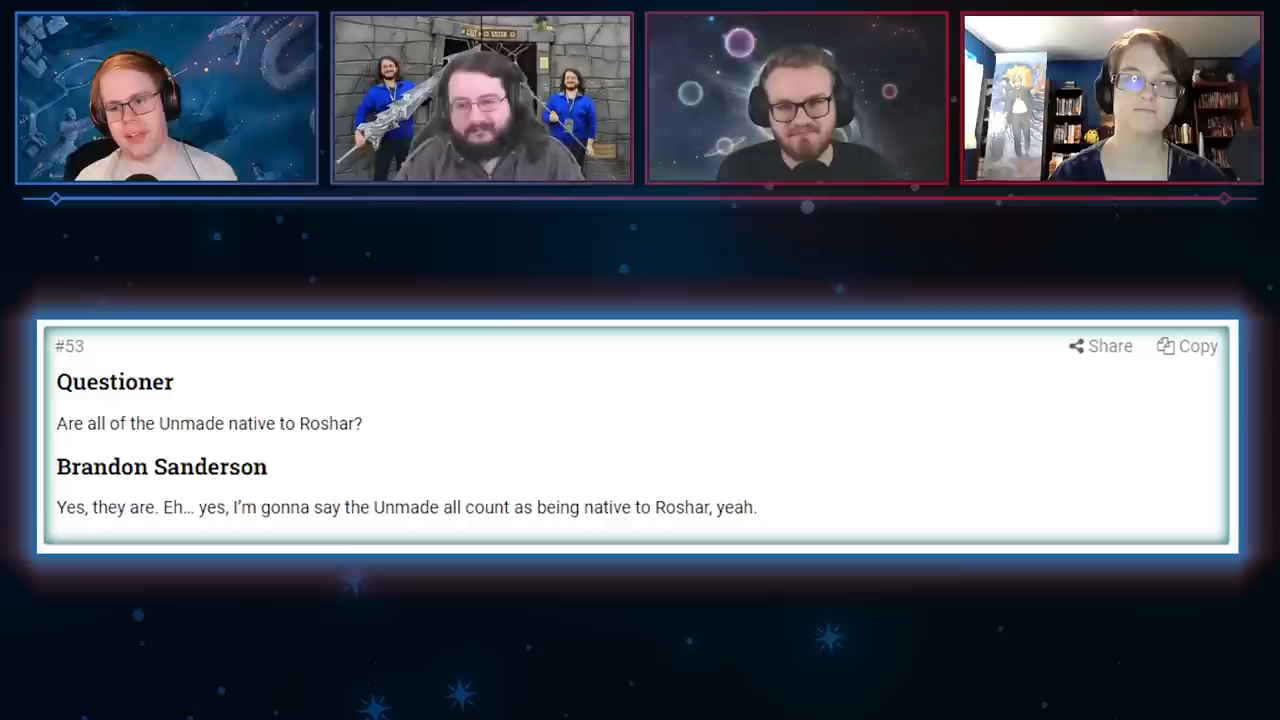 #53
Share
Copy
Questioner
Are all of the Unmade native to Roshar?
Brandon Sanderson
Yes, they are. Eh… yes, I’m gonna say the Unmade all count as being native to Roshar, yeah.